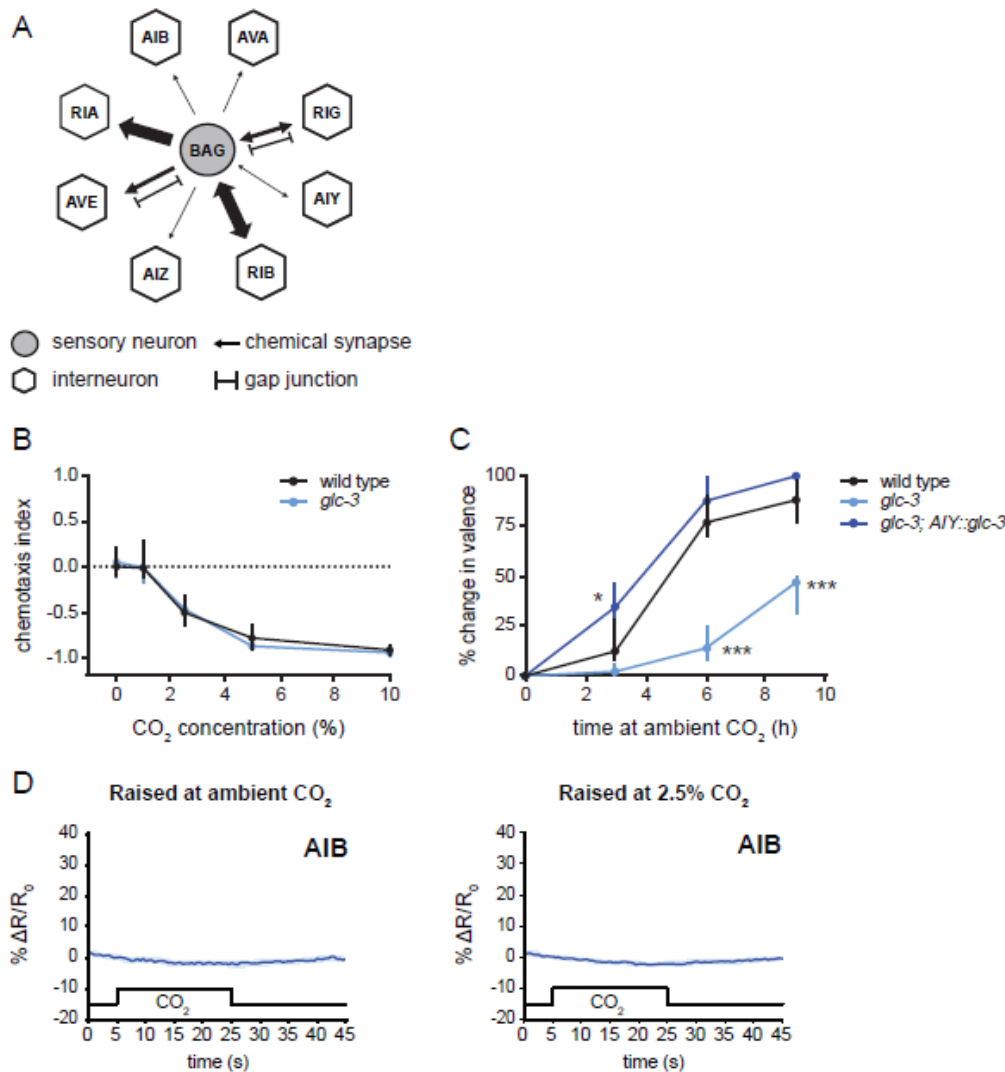 A
AIB
AVA
RIA
RIG
BAG
AVE
AIY
AIZ
RIB
sensory neuron
chemical synapse
interneuron
gap junction
B
1.0
0.5
0.0
-0.5
-1.0
chemotaxis index
wild type
glc-3
0 2 4 6 8 10
CO2 concentration (%)
C
100
75
50
25
0
% change in valence
wild type
glc-3
glc-3; AIY::glc-3
*
***
***
0 2 4 6 8 10
time at ambient CO2 (h)
D
Raised at ambient CO2
AIB
40
30
20
10
0
-10
-20
% ΔR/R0
CO2
0 5 10 15 20 25 30 35 40 45
time (s)
Raised at 2.5% CO2
AIB
40
30
20
10
0
-10
-20
% ΔR/R0
CO2
0 5 10 15 20 25 30 35 40 45
time (s)